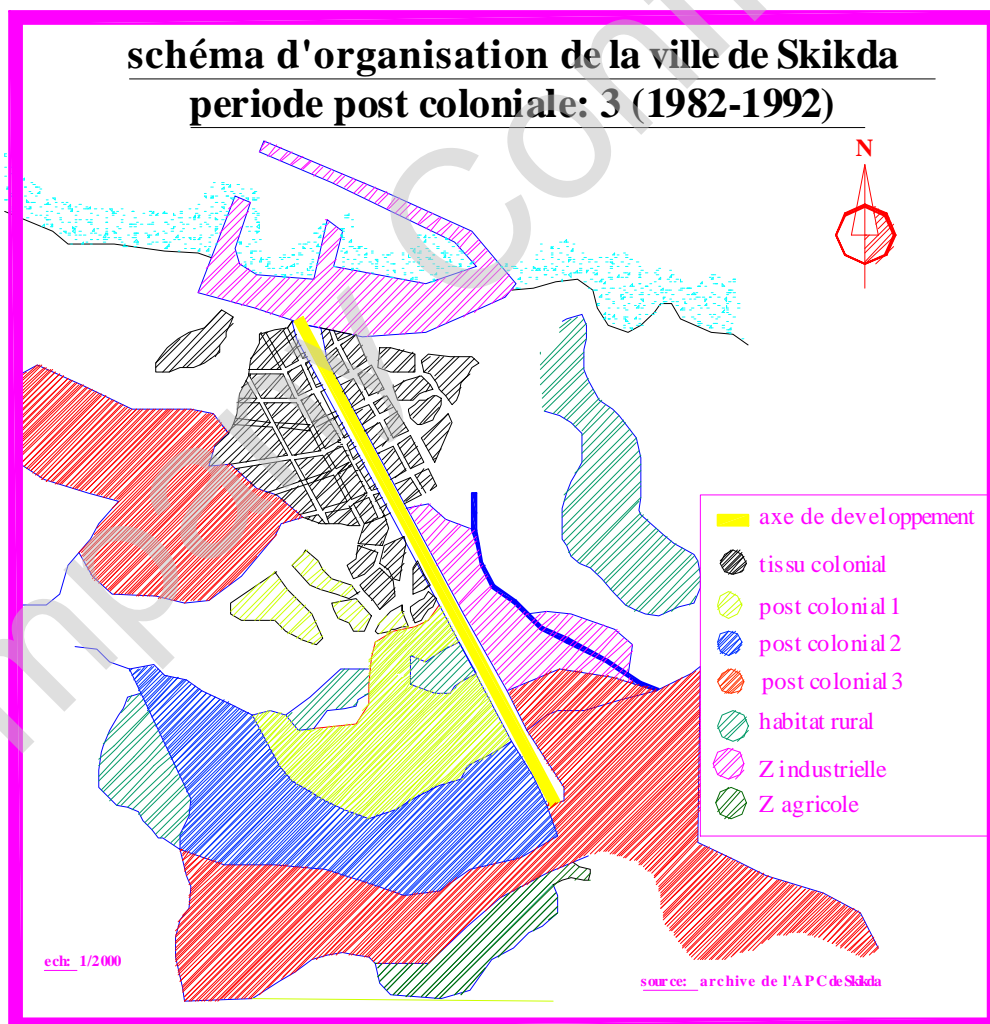 schéma d'organisation de la ville de Skikda
periode post coloniale: 3 (1982-1992)
N
axe de developpement
tissu colonial
post colonial 1
post colonial 2
post colonial 3
habitat rural
Z industrielle
Z agricole
ech: 1/2000
source: archive de l'APC de Skikda